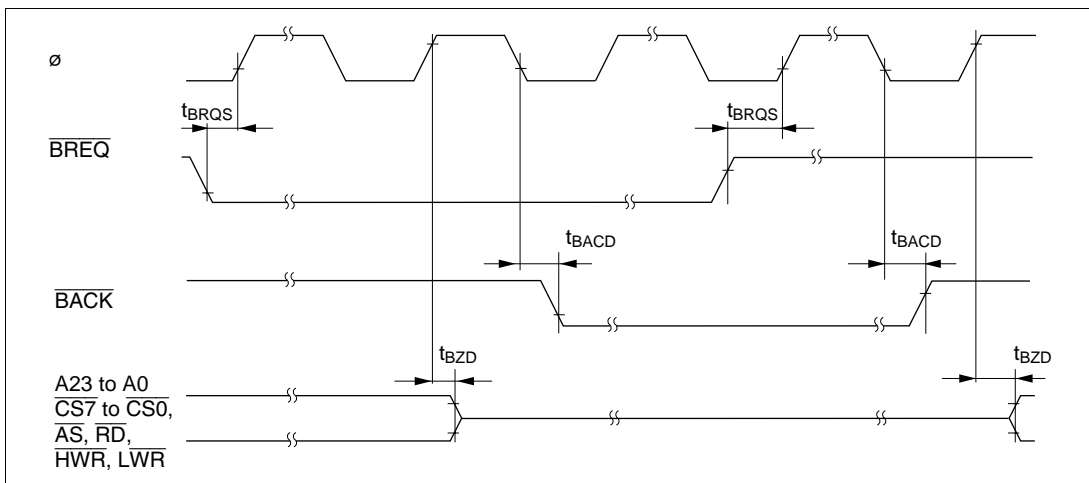 ø
tBRQS
tBRQS
BREQ
tBACD
tBACD
BACK
tBZD
tBZD
A23 to A0
CS7 to CS0,
AS, RD,
HWR, LWR